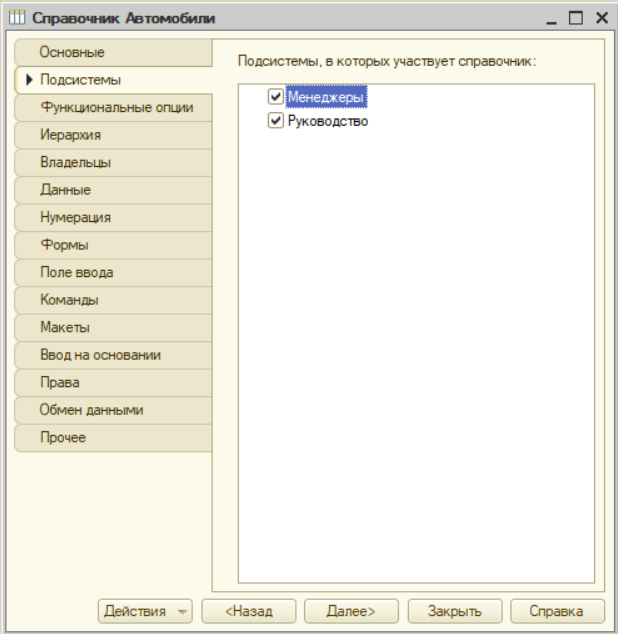 Справочник Автомобили
Основные
Подсистемы
Функциональные опции
Иерархия
Владельцы
Данные
Нумерация
Формы
Поле ввода
Команды
Макеты
Ввод на основании
Права
Обмен данными
Прочее
Подсистемы, в которых участвует справочник:
Менеджеры
Руководство
Действия
<Назад
Далее>
Закрыть
Справка